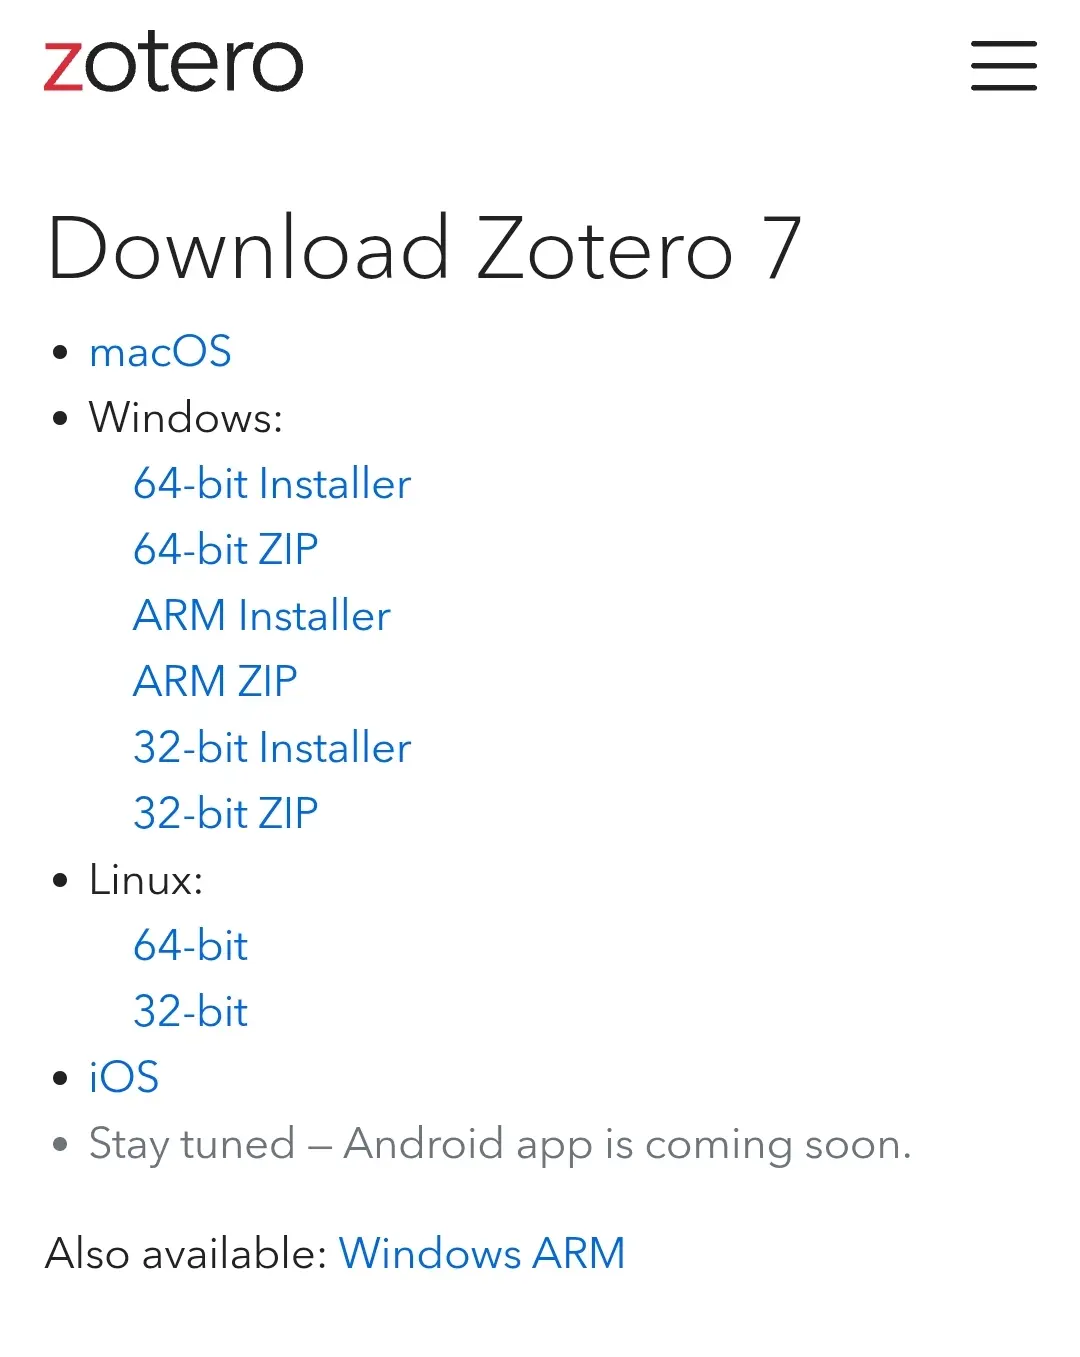 zotero
Download Zotero 7
• macOS
• Windows:
64-bit Installer
64-bit ZIP
ARM Installer
ARM ZIP
32-bit Installer
32-bit ZIP
• Linux:
64-bit
32-bit
• iOS
• Stay tuned – Android app is coming soon.
Also available: Windows ARM